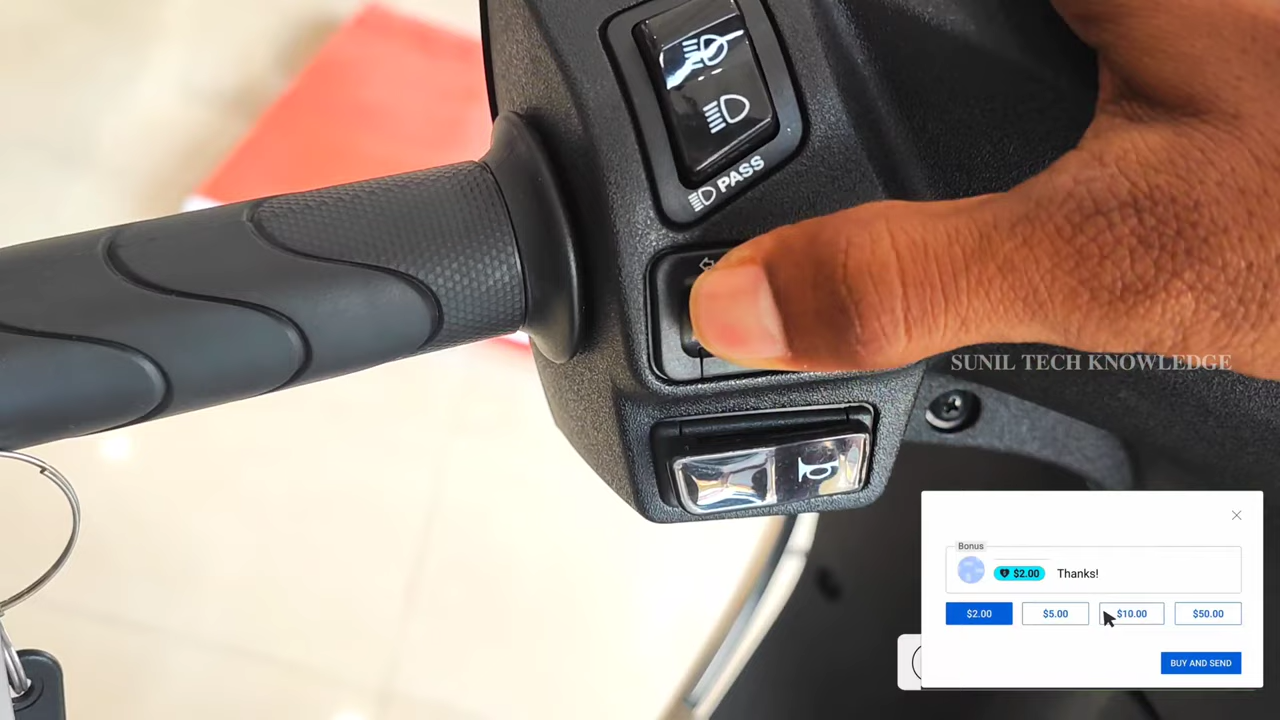 PASS
SUNIL TECH KNOWLEDGE
Bonus
$2.00 Thanks!
$2.00 $5.00 $10.00 $50.00
BUY AND SEND